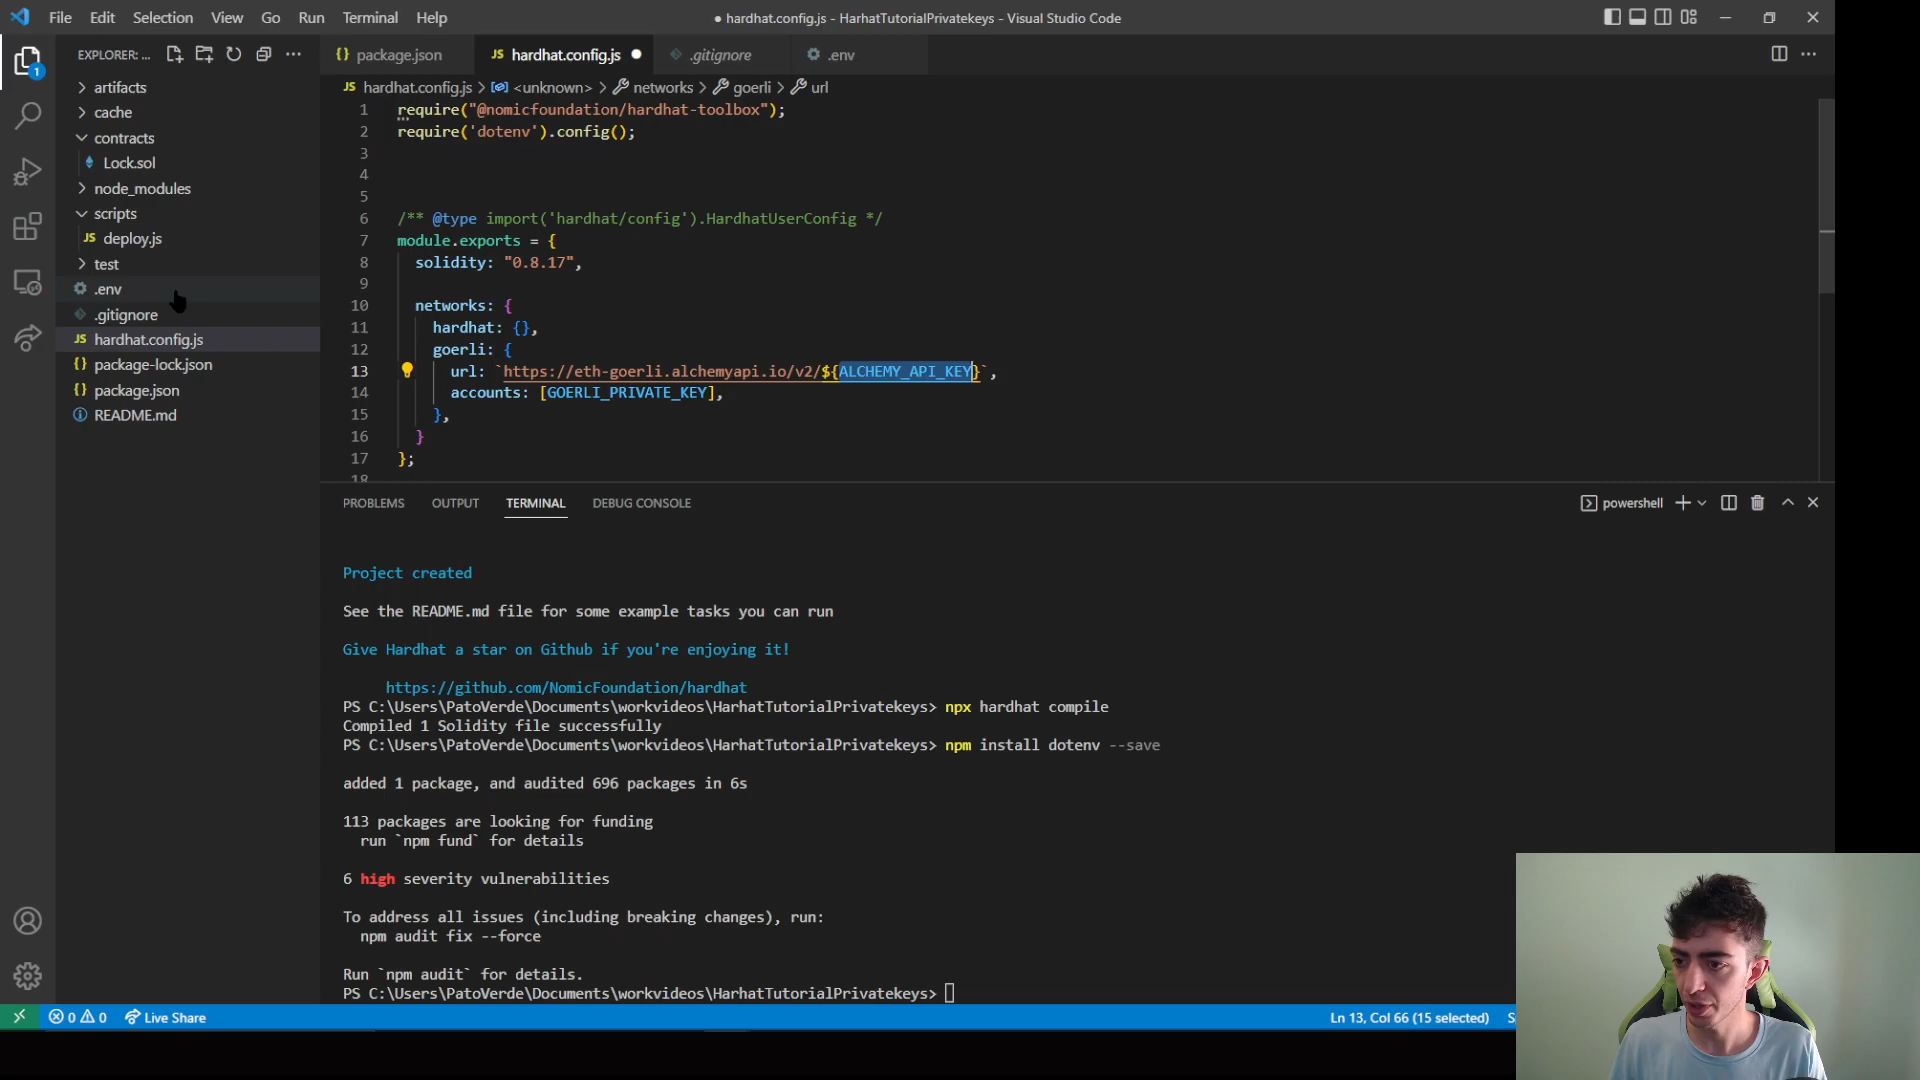 File Edit Selection View Go Run Terminal Help
● hardhat.config.js - HarhatTutorialPrivatekeys - Visual Studio Code
EXPLORER: ...
package.json
JS hardhat.config.js
.gitignore
.env
1
JS hardhat.config.js > <unknown> > networks > goerli > url
artifacts
cache
contracts
Lock.sol
node_modules
scripts
JS deploy.js
test
.env
.gitignore
JS hardhat.config.js
package-lock.json
package.json
README.md
1 require("@nomicfoundation/hardhat-toolbox");
2 require('dotenv').config();
3
4
5
6 /** @type import('hardhat/config').HardhatUserConfig */
7 module.exports = {
8 solidity: "0.8.17",
9
10 networks: {
11 hardhat: {},
12 goerli: {
13 url: `https://eth-goerli.alchemyapi.io/v2/${ALCHEMY_API_KEY}`,
14 accounts: [GOERLI_PRIVATE_KEY],
15 },
16 }
17 };
18
PROBLEMS OUTPUT TERMINAL DEBUG CONSOLE
powershell
Project created
See the README.md file for some example tasks you can run
Give Hardhat a star on Github if you're enjoying it!
https://github.com/NomicFoundation/hardhat
PS C:\Users\PatoVerde\Documents\workvideos\HarhatTutorialPrivatekeys> npx hardhat compile
Compiled 1 Solidity file successfully
PS C:\Users\PatoVerde\Documents\workvideos\HarhatTutorialPrivatekeys> npm install dotenv --save
added 1 package, and audited 696 packages in 6s
113 packages are looking for funding
run `npm fund` for details
6 high severity vulnerabilities
To address all issues (including breaking changes), run:
npm audit fix --force
Run `npm audit` for details.
PS C:\Users\PatoVerde\Documents\workvideos\HarhatTutorialPrivatekeys>
0 0 Live Share
Ln 13, Col 66 (15 selected)